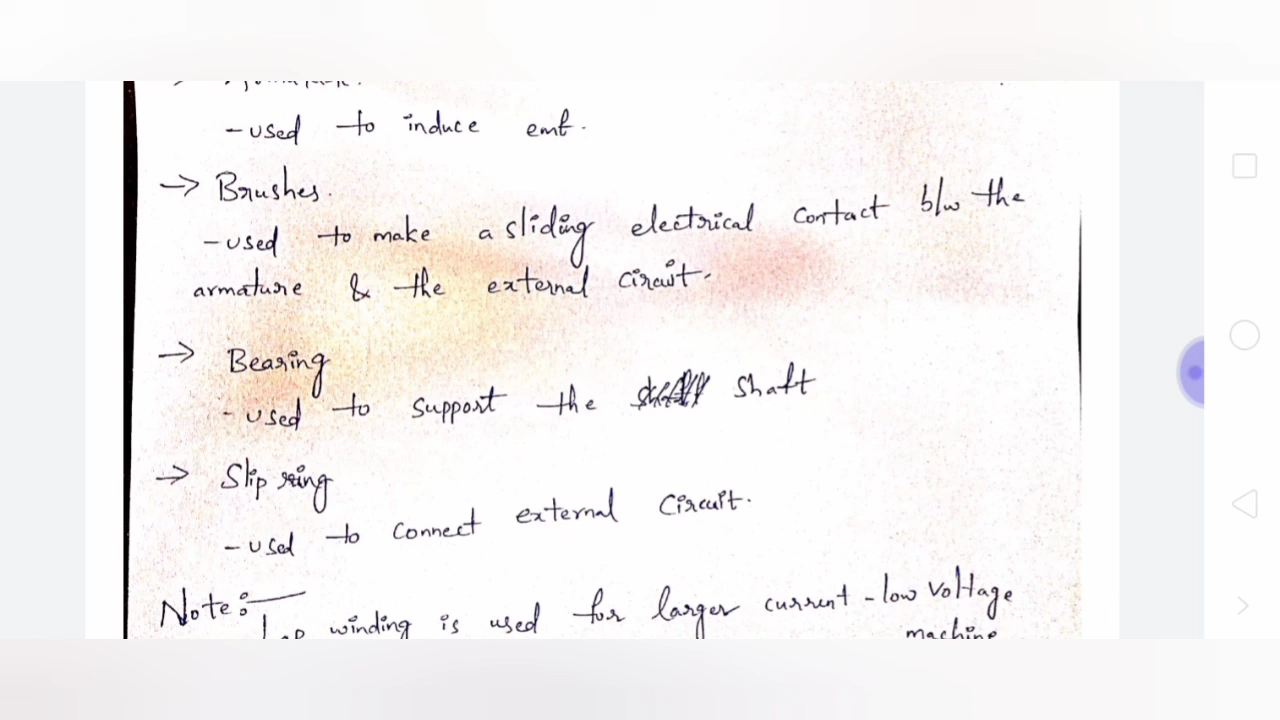 - used to induce emf.
→ Brushes.
- used to make a sliding electrical contact b/w the
armature & the external circuit.
→ Bearing
- used to support the shaft
→ Slip ring
- used to connect external circuit.
Note:
Lap winding is used for larger current - low voltage
machine